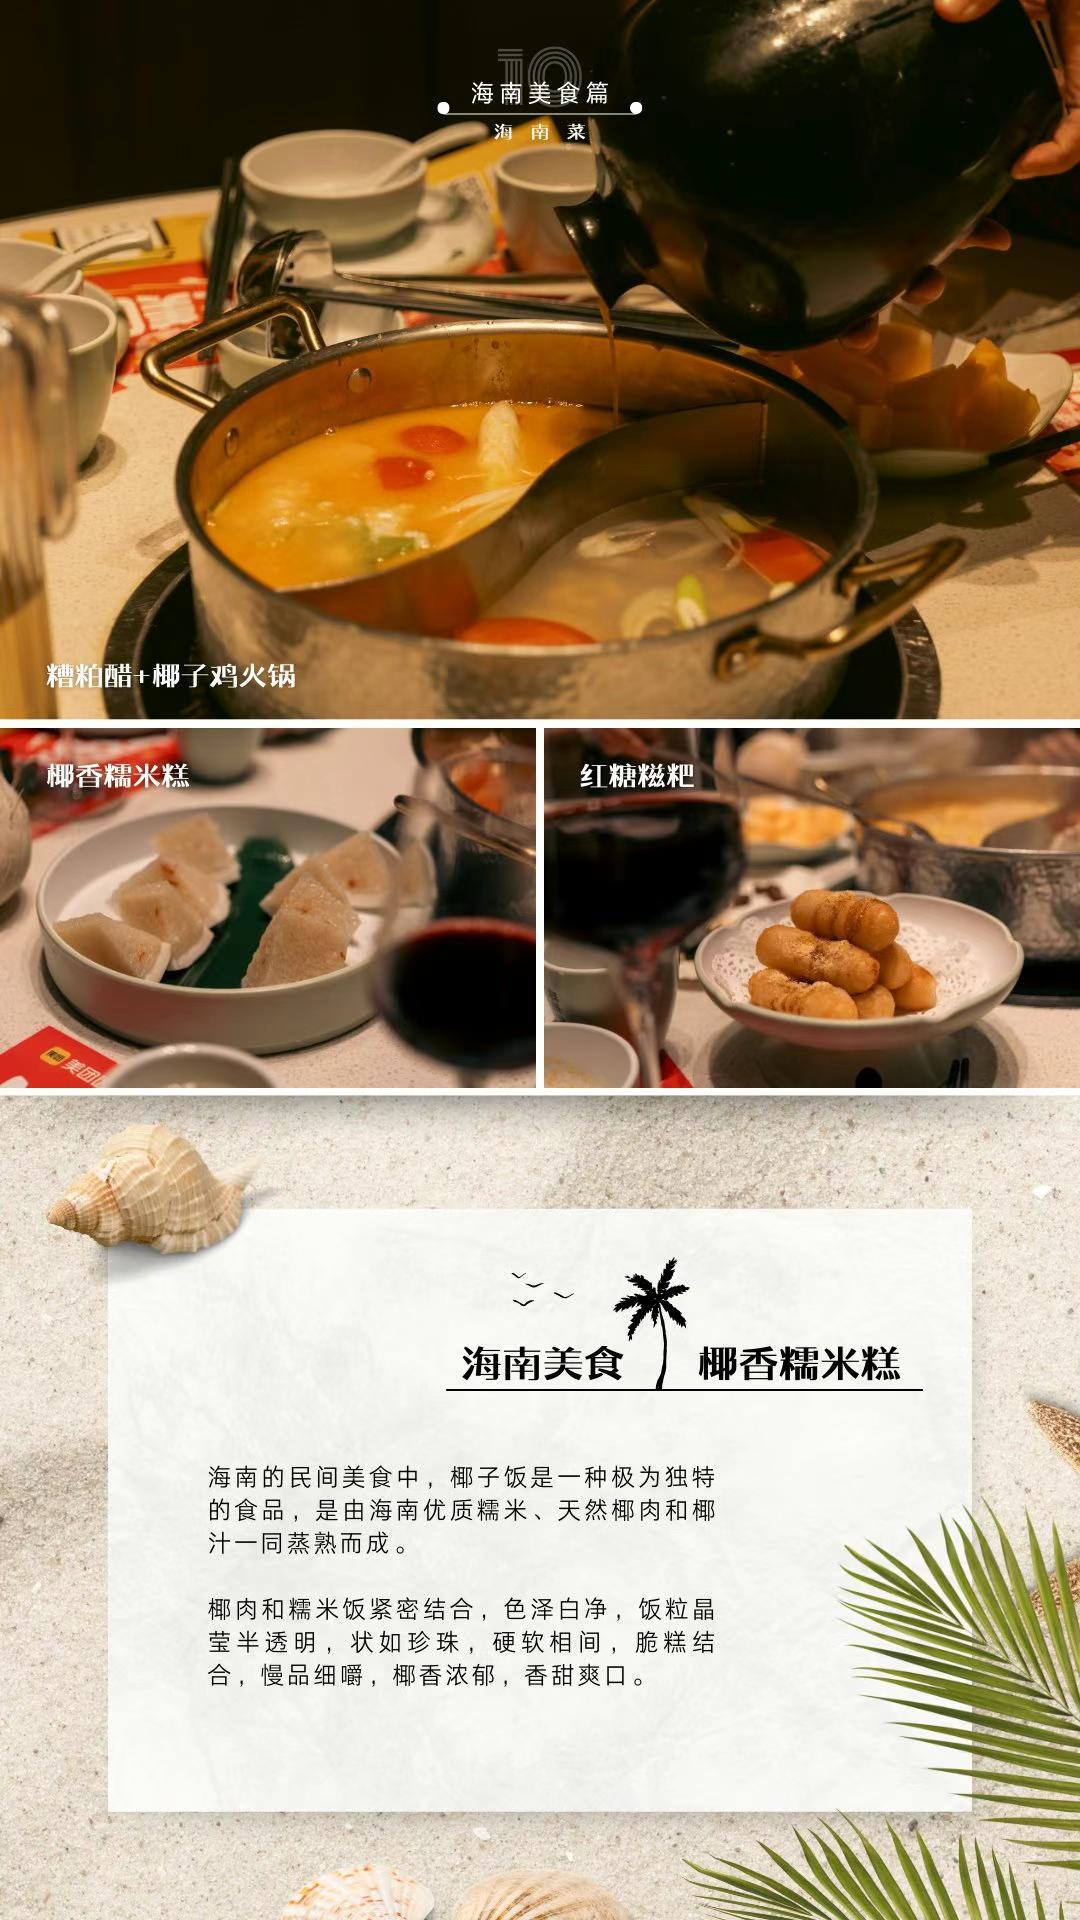 10
海南美食篇
海南菜
糟粕醋+椰子鸡火锅
椰香糯米糕
红糖糍粑
美团
海南美食 椰香糯米糕
海南的民间美食中，椰子饭是一种极为独特
的食品，是由海南优质糯米、天然椰肉和椰
汁一同蒸熟而成。
椰肉和糯米饭紧密结合，色泽白净，饭粒晶
莹半透明，状如珍珠，硬软相间，脆糕结
合，慢品细嚼，椰香浓郁，香甜爽口。